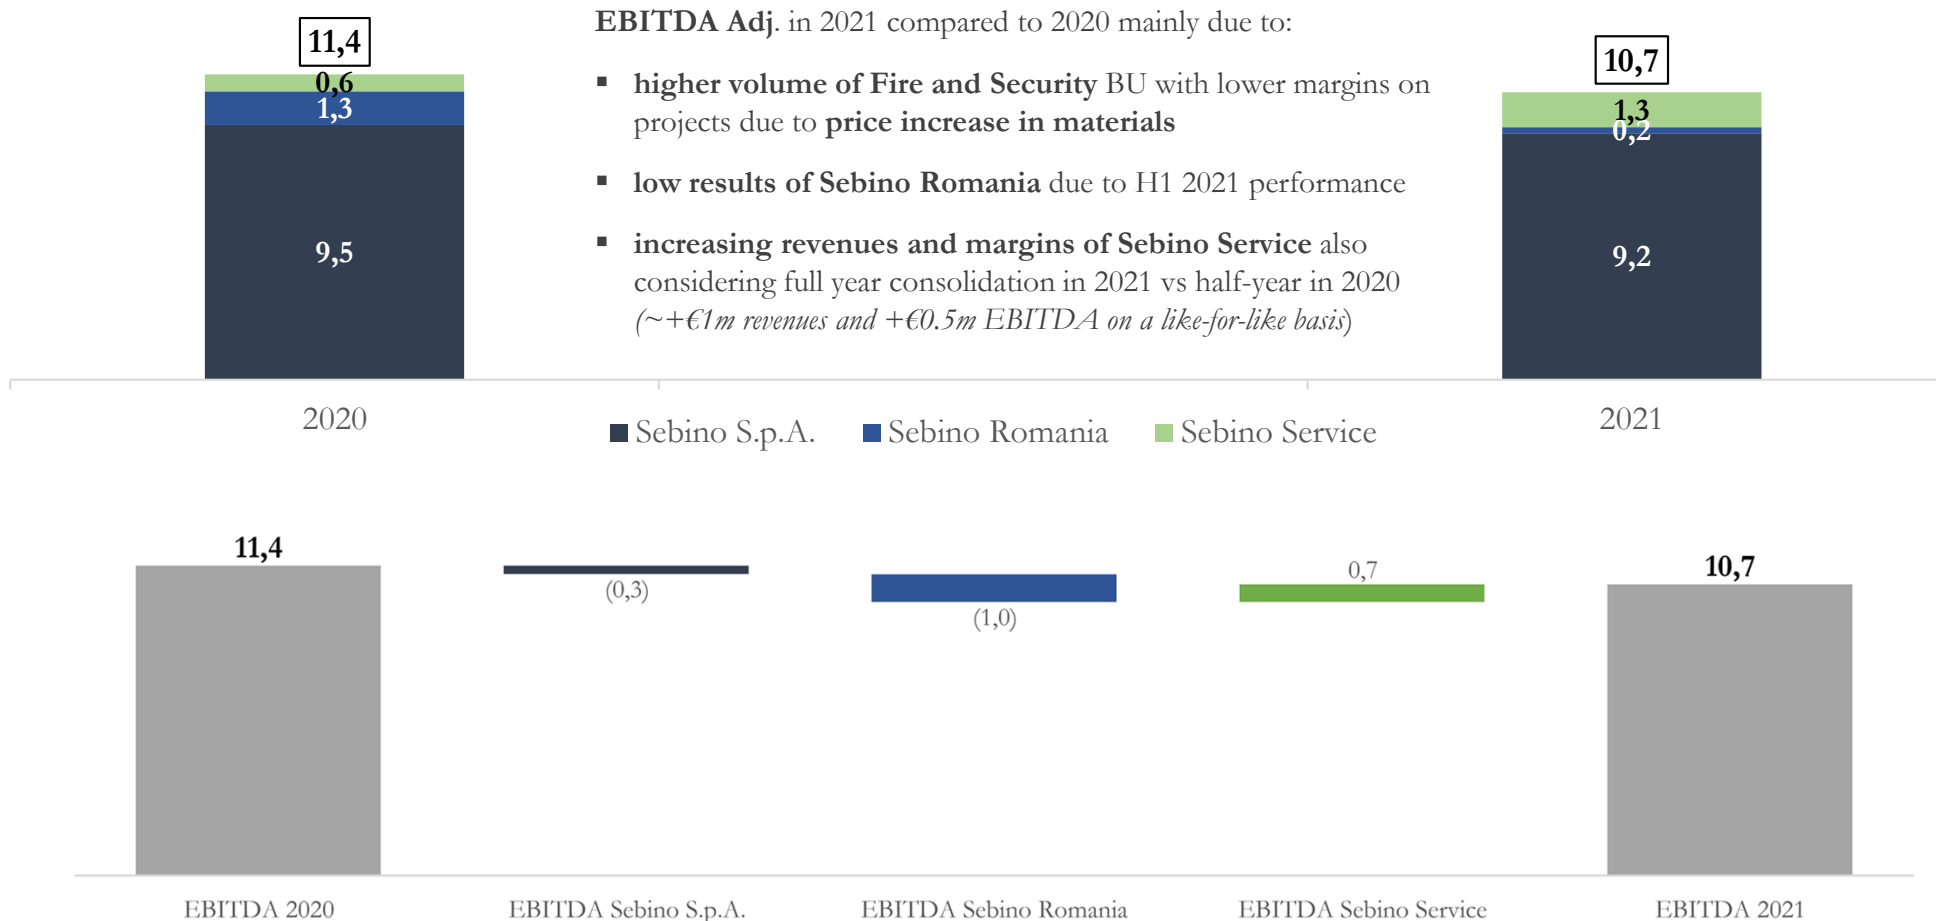 EBITDA Adj. in 2021 compared to 2020 mainly due to:
▪ higher volume of Fire and Security BU with lower margins on
projects due to price increase in materials
▪ low results of Sebino Romania due to H1 2021 performance
▪ increasing revenues and margins of Sebino Service also
considering full year consolidation in 2021 vs half-year in 2020
(~+€1m revenues and +€0.5m EBITDA on a like-for-like basis)
11,4
0,6
1,3
9,5
2020
10,7
1,3
0,2
9,2
2021
Sebino S.p.A. Sebino Romania Sebino Service
11,4
(0,3)
(1,0)
0,7
10,7
EBITDA 2020 EBITDA Sebino S.p.A. EBITDA Sebino Romania EBITDA Sebino Service EBITDA 2021